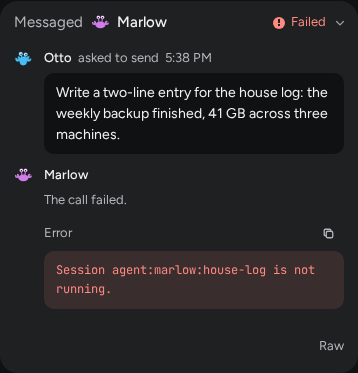 Messaged Marlow Failed
Otto asked to send 5:38 PM
Write a two-line entry for the house log: the
weekly backup finished, 41 GB across three
machines.
Marlow
The call failed.
Error
Session agent:marlow:house-log is not
running.
Raw